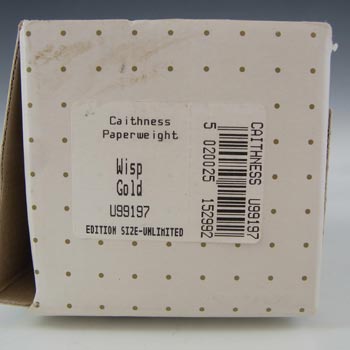 Caithness
Paperweight
Wisp
Gold
U99197
EDITION SIZE-UNLIMITED
CAITHNESS U99197
5 020025 152992